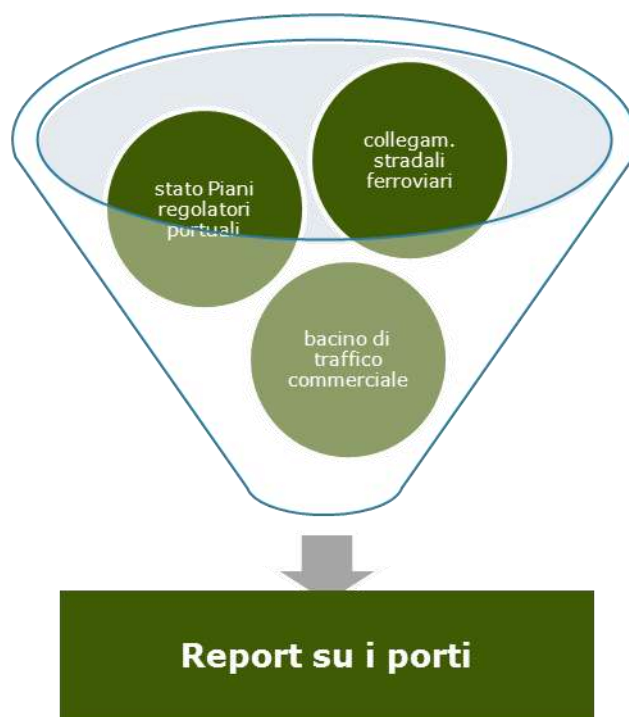 collegam.
stradali
ferroviari
stato Piani
regolatori
portuali
bacino di
traffico
commerciale
Report su i porti